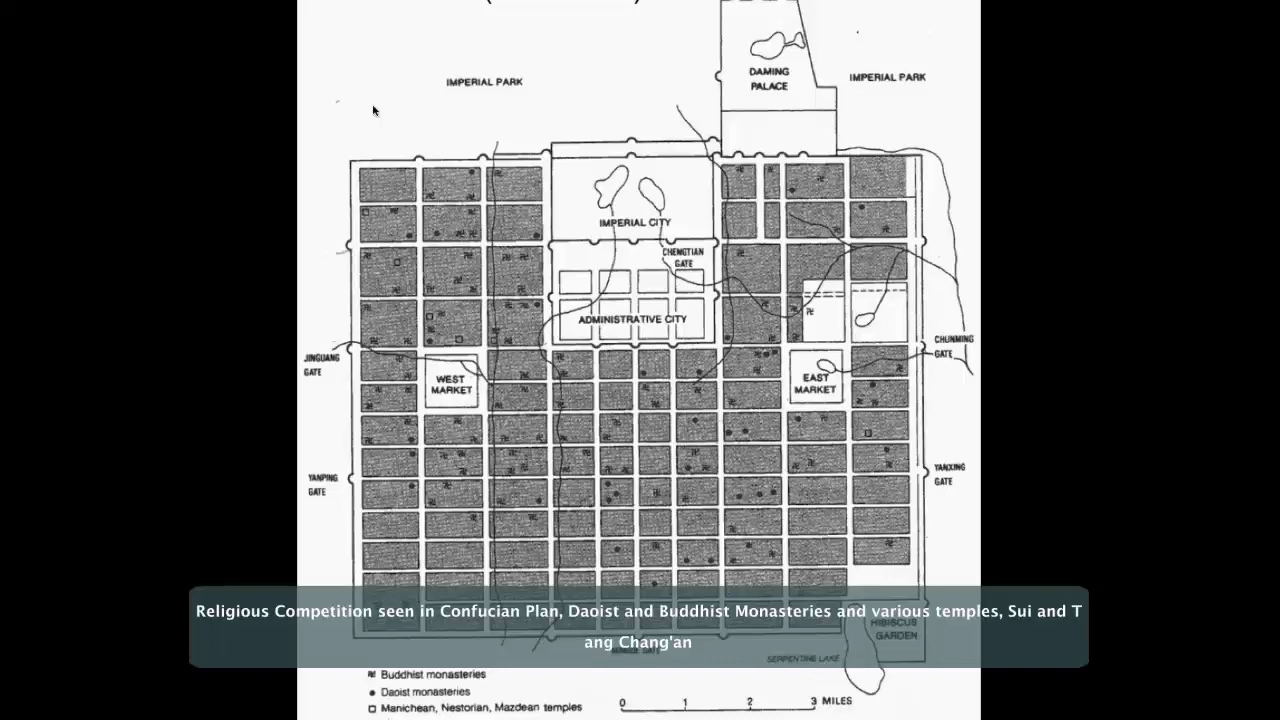 IMPERIAL PARK
DAMING
PALACE
IMPERIAL PARK
IMPERIAL CITY
CHENGTIAN
GATE
ADMINISTRATIVE CITY
JINGUANG
GATE
WEST
MARKET
EAST
MARKET
CHUNMING
GATE
YANPING
GATE
YANXING
GATE
Religious Competition seen in Confucian Plan, Daoist and Buddhist Monasteries and various temples, Sui and T
ang Chang'an
HIBISCUS
GARDEN
SERPENTINE LAKE
Buddhist monasteries
Daoist monasteries
Manichean, Nestorian, Mazdean temples
0 1 2 3 MILES